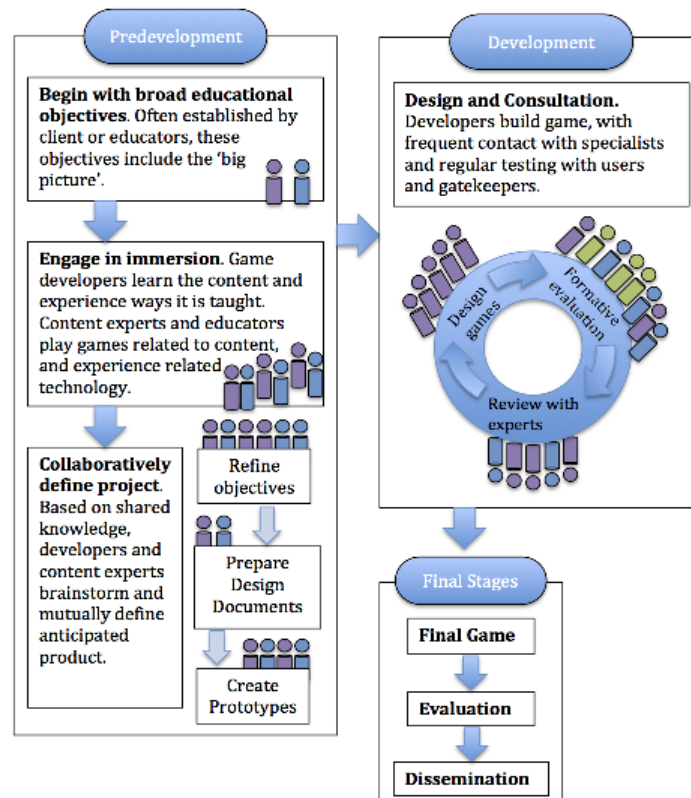 Predevelopment
Begin with broad educational
objectives. Often established by
client or educators, these
objectives include the ‘big
picture’.
Engage in immersion. Game
developers learn the content and
experience ways it is taught.
Content experts and educators
play games related to content,
and experience related
technology.
Collaboratively
define project.
Based on shared
knowledge,
developers and
content experts
brainstorm and
mutually define
anticipated
product.
Refine
objectives
Prepare
Design
Documents
Create
Prototypes
Development
Design and Consultation.
Developers build game, with
frequent contact with specialists
and regular testing with users
and gatekeepers.
Design
games
Formative
evaluation
Review with
experts
Final Stages
Final Game
Evaluation
Dissemination